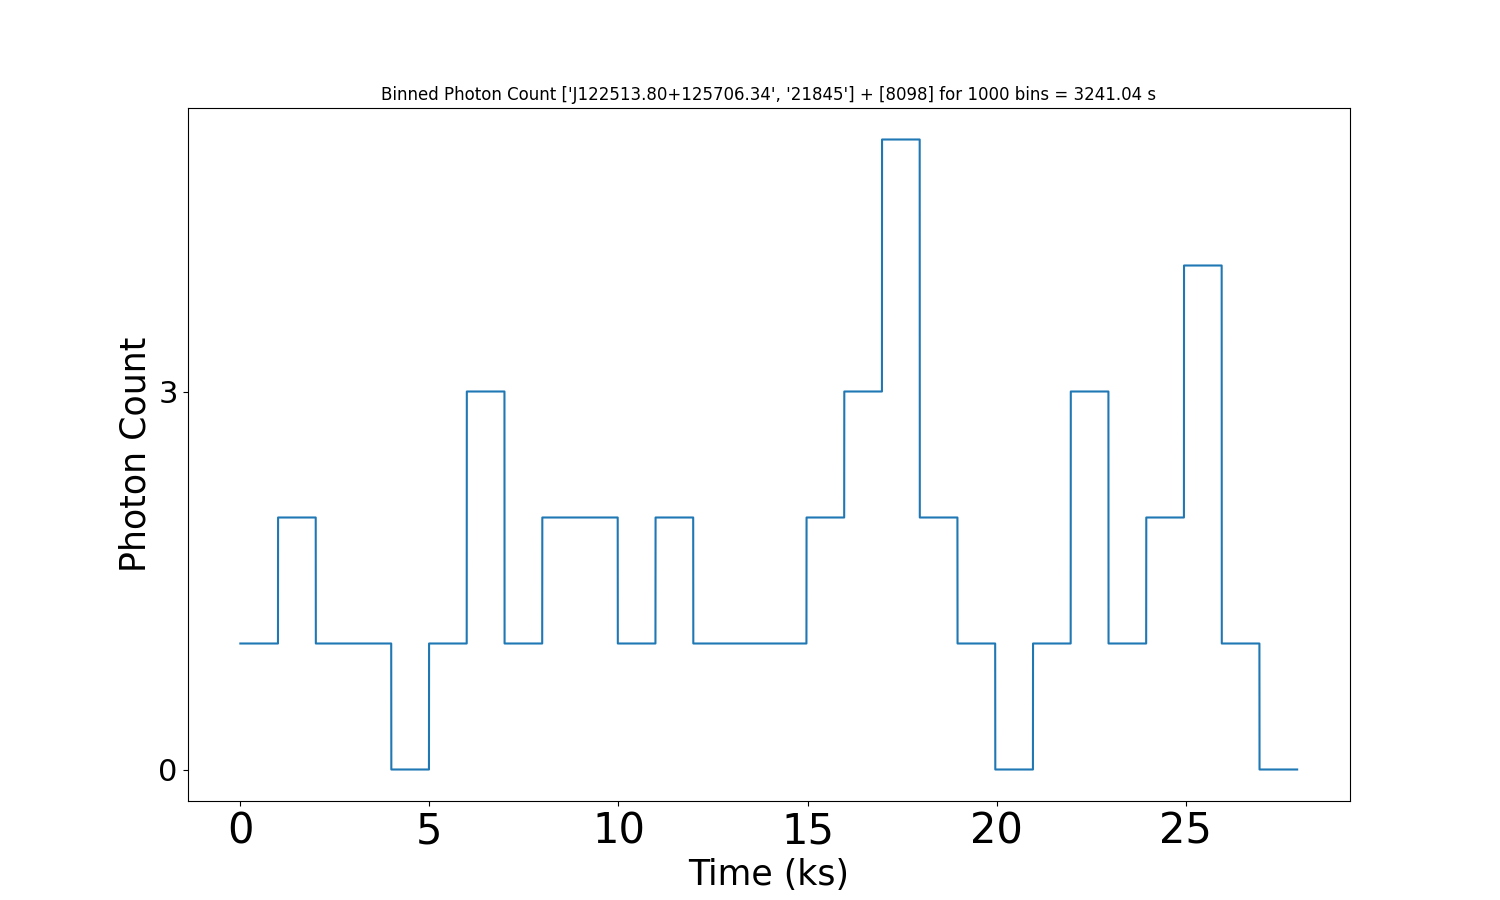 Binned Photon Count ['J122513.80+125706.34', '21845'] + [8098] for 1000 bins = 3241.04 s
Photon Count
3
0
0 5 10 15 20 25
Time (ks)